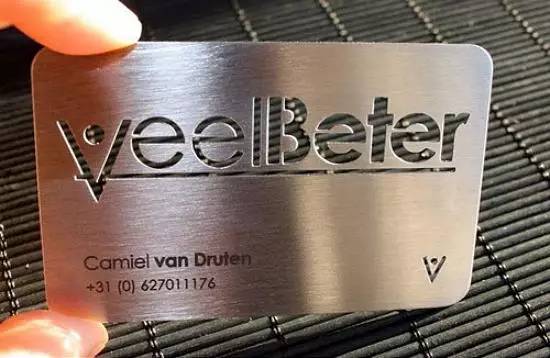 VeelBeter
Camiel van Druten
+31 (0) 627011176
V